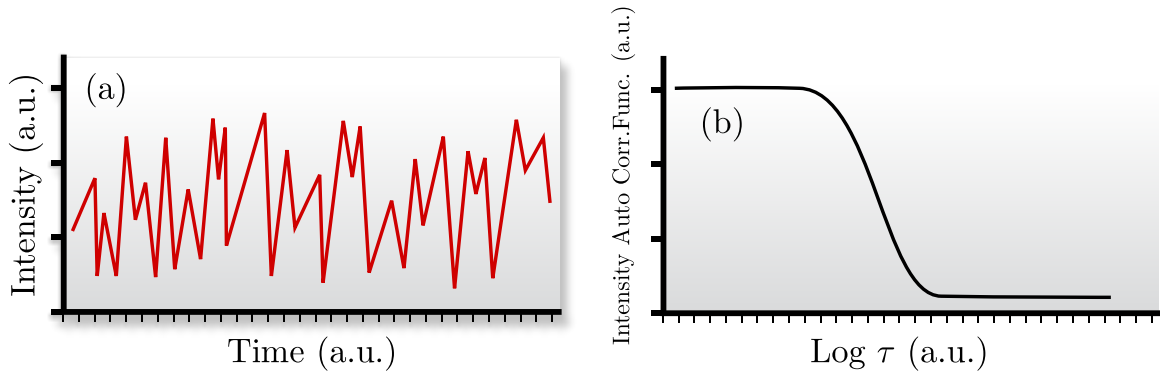 Intensity (a.u.)
(a)
Time (a.u.)
Intensity Auto Corr.Func. (a.u.)
(b)
Log τ (a.u.)